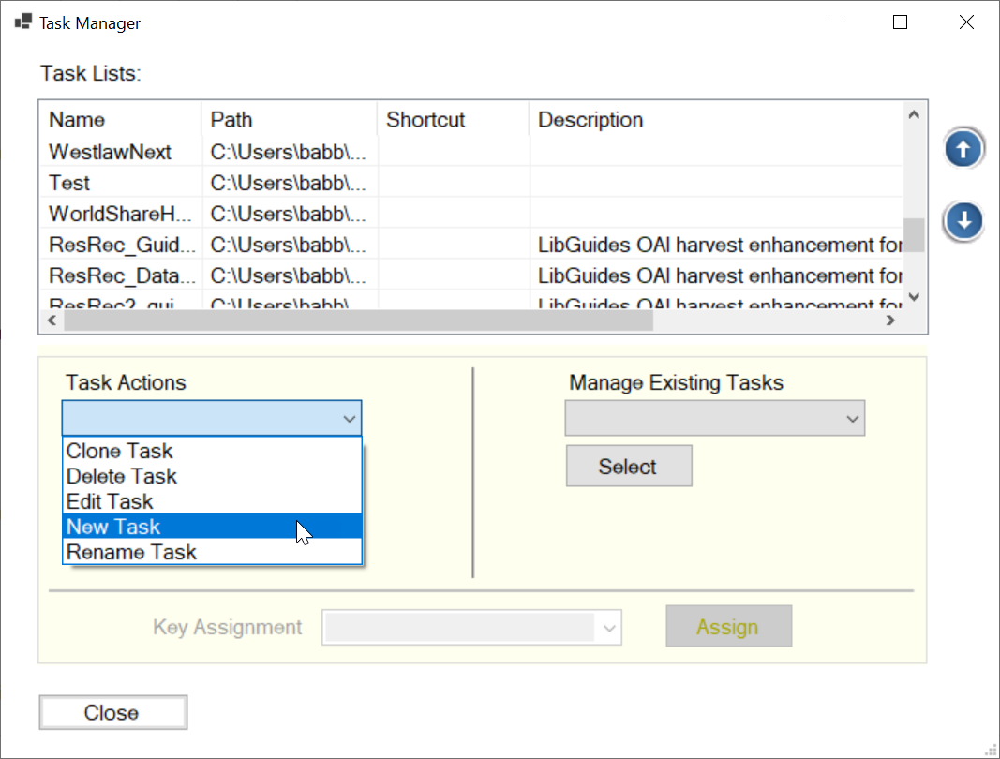 Task Manager
Task Lists:
Name Path Shortcut Description
WestlawNext C:\Users\babb\...
Test C:\Users\babb\...
WorldShareH... C:\Users\babb\...
ResRec_Guid... C:\Users\babb\... LibGuides OAI harvest enhancement for
ResRec_Data... C:\Users\babb\... LibGuides OAI harvest enhancement for
ResRec2_gui... C:\Users\babb\... LibGuides OAI harvest enhancement for
Task Actions Manage Existing Tasks
Clone Task
Delete Task
Edit Task
New Task
Rename Task
Select
Key Assignment Assign
Close